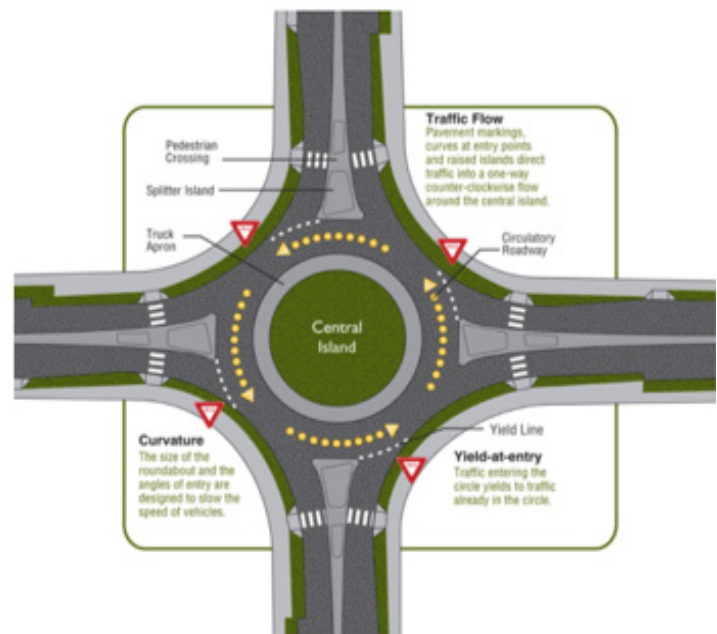 Traffic Flow
Pavement markings,
curves at entry points
and raised islands direct
traffic into a one-way
counter-clockwise flow
around the central island.
Pedestrian
Crossing
Splitter Island
Truck
Apron
Circulatory
Roadway
Central
Island
Yield Line
Curvature
The size of the
roundabout and the
angles of entry are
designed to slow the
speed of vehicles.
Yield-at-entry
Traffic entering the
circle yields to traffic
already in the circle.